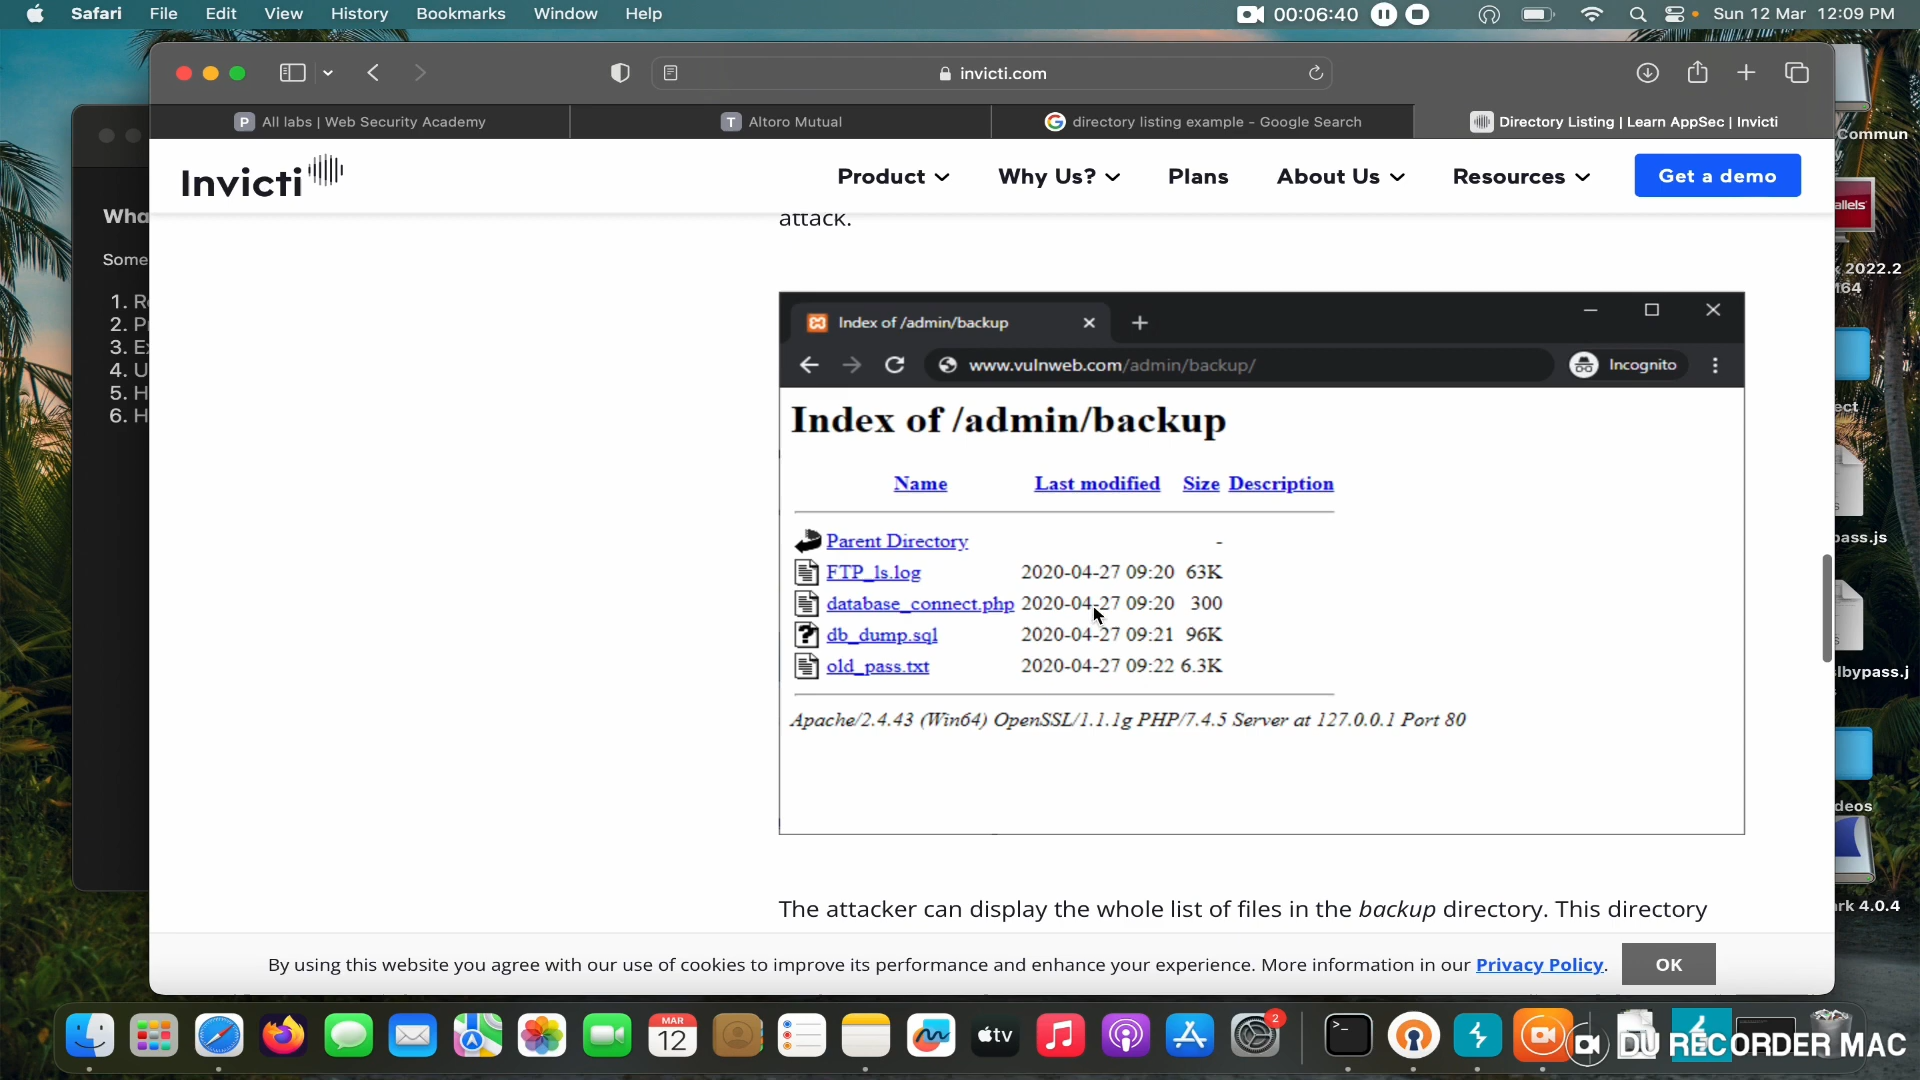 Safari File Edit View History Bookmarks Window Help 00:06:40 Sun 12 Mar 12:09 PM
invicti.com
P All labs | Web Security Academy T Altoro Mutual G directory listing example - Google Search Directory Listing | Learn AppSec | Invicti
Invicti Product Why Us? Plans About Us Resources Get a demo
attack.
Index of /admin/backup
www.vulnweb.com/admin/backup/ Incognito
Index of /admin/backup
Name Last modified Size Description
Parent Directory -
FTP_ls.log 2020-04-27 09:20 63K
database_connect.php 2020-04-27 09:20 300
db_dump.sql 2020-04-27 09:21 96K
old_pass.txt 2020-04-27 09:22 6.3K
Apache/2.4.43 (Win64) OpenSSL/1.1.1g PHP/7.4.5 Server at 127.0.0.1 Port 80
The attacker can display the whole list of files in the backup directory. This directory
By using this website you agree with our use of cookies to improve its performance and enhance your experience. More information in our Privacy Policy. OK
Wha
Some
1. R
2. P
3. E
4. U
5. H
6. H
Commun
allels
2022.2
M64
ect
pass.js
lbypass.j
deos
rk 4.0.4
MAR
12
tv
2
DU RECORDER MAC